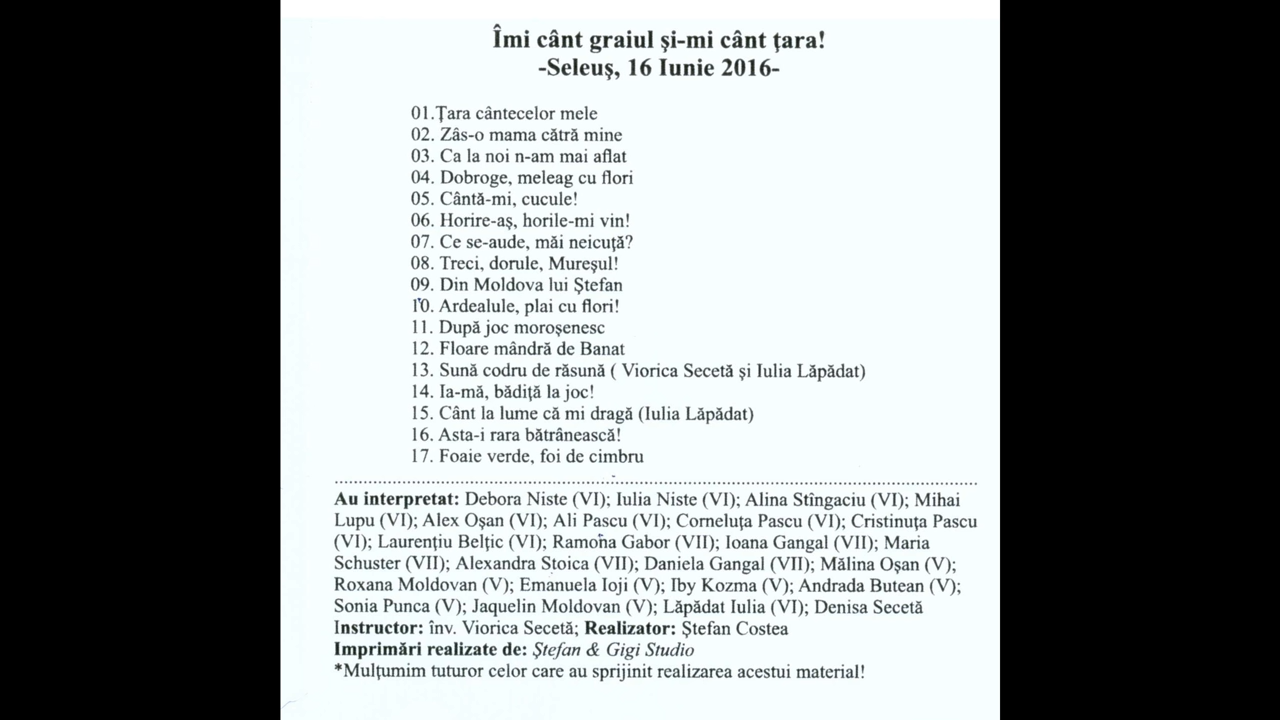 Îmi cânt graiul şi-mi cânt ţara!
-Seleuş, 16 Iunie 2016-
01.Ţara cântecelor mele
02. Zâs-o mama cătră mine
03. Ca la noi n-am mai aflat
04. Dobroge, meleag cu flori
05. Cântă-mi, cucule!
06. Horire-aş, horile-mi vin!
07. Ce se-aude, măi neicuţă?
08. Treci, dorule, Mureşul!
09. Din Moldova lui Ştefan
10. Ardealule, plai cu flori!
11. După joc moroşenesc
12. Floare mândră de Banat
13. Sună codru de răsună ( Viorica Secetă şi Iulia Lăpădat)
14. Ia-mă, bădiţă la joc!
15. Cânt la lume că mi dragă (Iulia Lăpădat)
16. Asta-i rara bătrânească!
17. Foaie verde, foi de cimbru
Au interpretat: Debora Niste (VI); Iulia Niste (VI); Alina Stîngaciu (VI); Mihai
Lupu (VI); Alex Oşan (VI); Ali Pascu (VI); Corneluţa Pascu (VI); Cristinuţa Pascu
(VI); Laurenţiu Belţic (VI); Ramona Gabor (VII); Ioana Gangal (VII); Maria
Schuster (VII); Alexandra Stoica (VII); Daniela Gangal (VII); Mălina Oşan (V);
Roxana Moldovan (V); Emanuela Ioji (V); Iby Kozma (V); Andrada Butean (V);
Sonia Punca (V); Jaquelin Moldovan (V); Lăpădat Iulia (VI); Denisa Secetă
Instructor: înv. Viorica Secetă; Realizator: Ştefan Costea
Imprimări realizate de: Ştefan & Gigi Studio
*Mulţumim tuturor celor care au sprijinit realizarea acestui material!